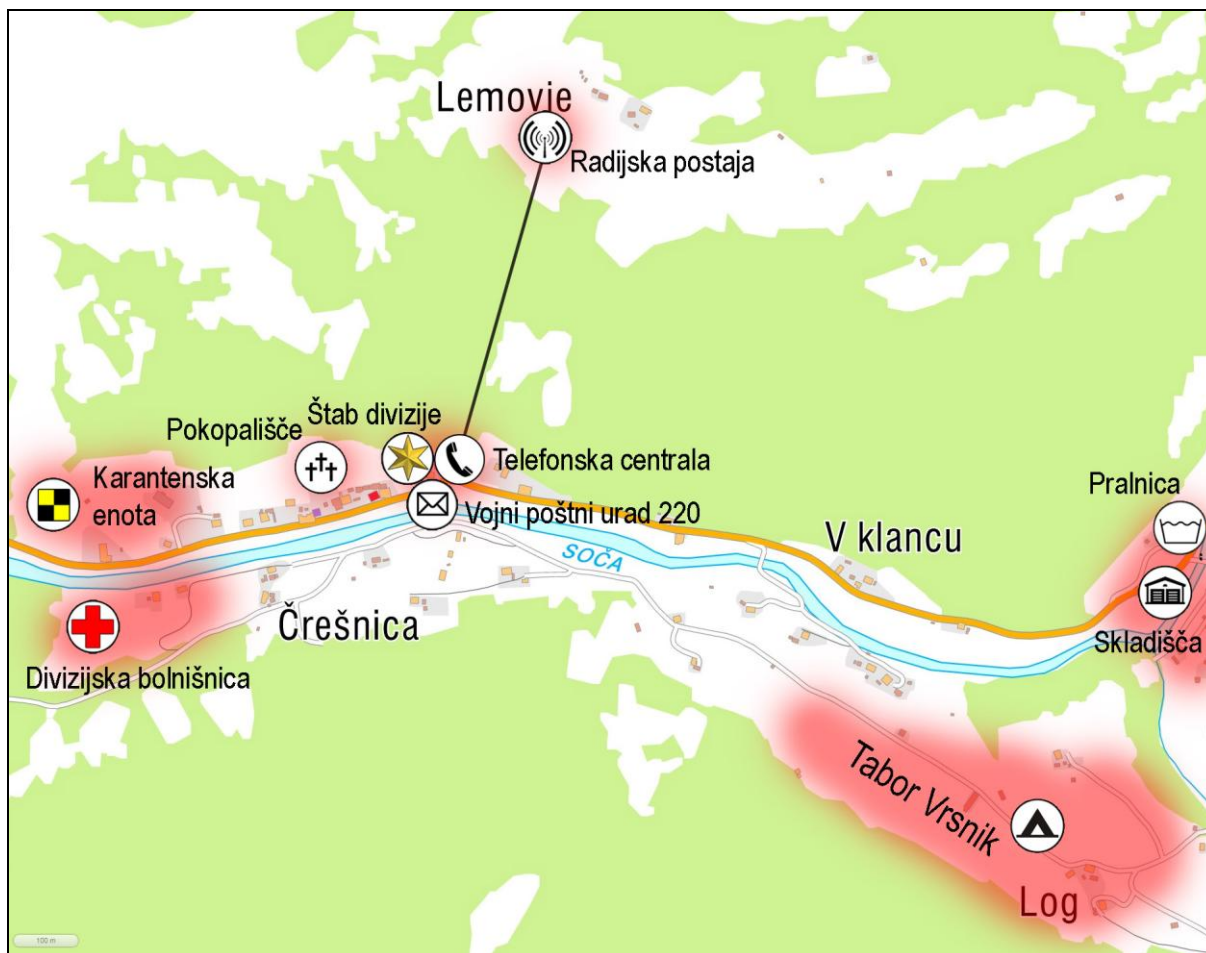 Lemovie
Radijska postaja
Štab divizije
Pokopališče
Telefonska centrala
Karantenska
enota
Vojni poštni urad 220
Pralnica
V klancu
SOČA
Črešnica
Skladišča
Divizijska bolnišnica
Tabor Vrsnik
Log
100 m